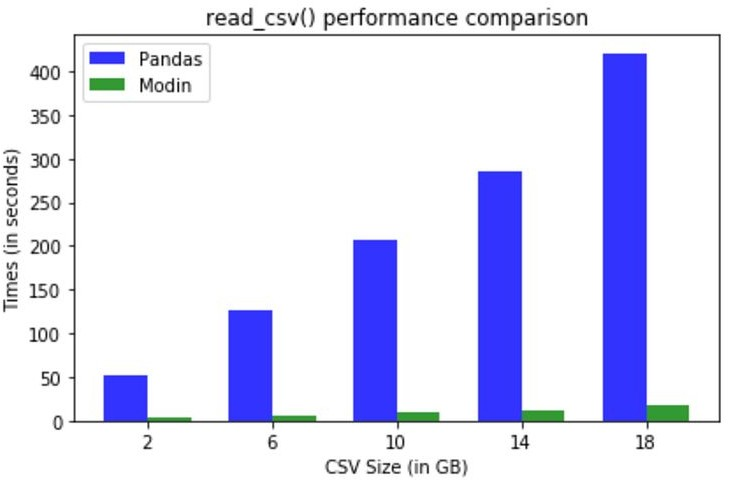 read_csv() performance comparison
Pandas
Modin
400
350
300
250
200
150
100
50
0
Times (in seconds)
2 6 10 14 18
CSV Size (in GB)